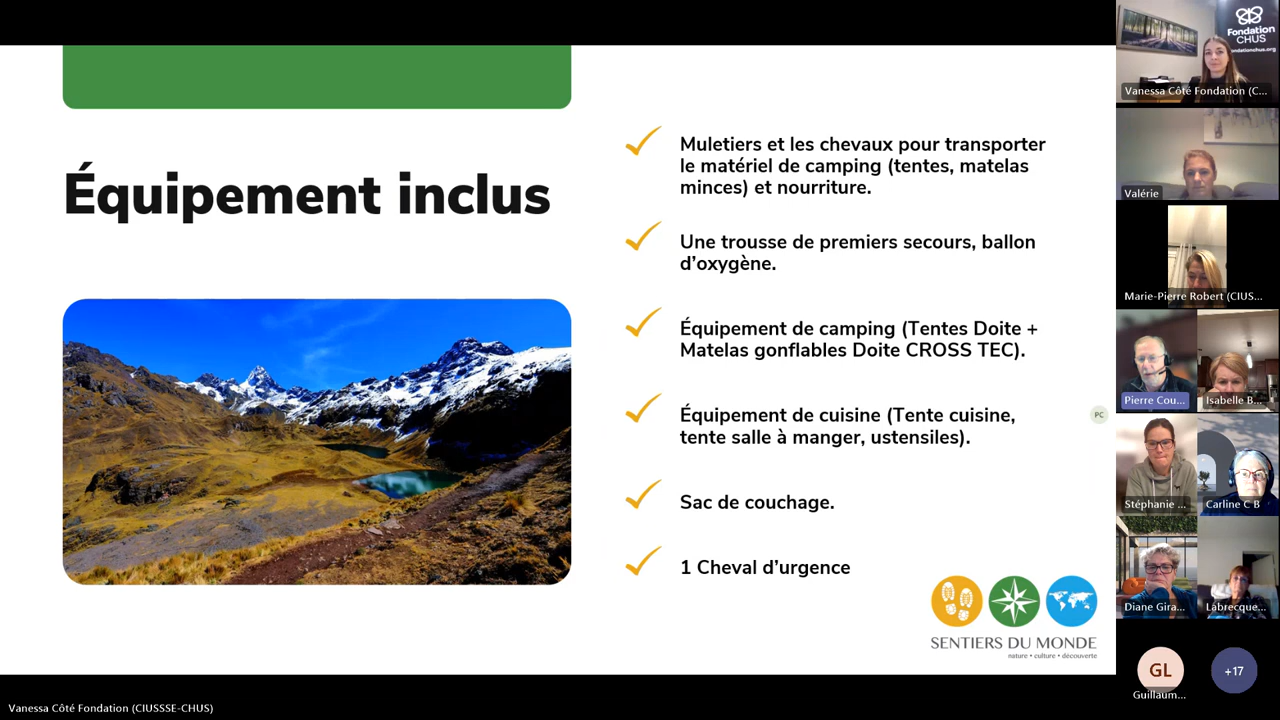 Équipement inclus
Muletiers et les chevaux pour transporter
le matériel de camping (tentes, matelas
minces) et nourriture.
Une trousse de premiers secours, ballon
d’oxygène.
Équipement de camping (Tentes Doite +
Matelas gonflables Doite CROSS TEC).
Équipement de cuisine (Tente cuisine,
tente salle à manger, ustensiles).
Sac de couchage.
1 Cheval d’urgence
SENTIERS DU MONDE
nature • culture • découverte
PC
Fondation
CHUS
fondationchus.org
Vanessa Côté Fondation (C...
Valérie
Marie-Pierre Robert (CIUS...
Pierre Cou...
Isabelle B...
Stéphanie ...
Carline C B
Diane Gira...
Labrecque...
GL
Guillaum...
+17
Vanessa Côté Fondation (CIUSSSE-CHUS)